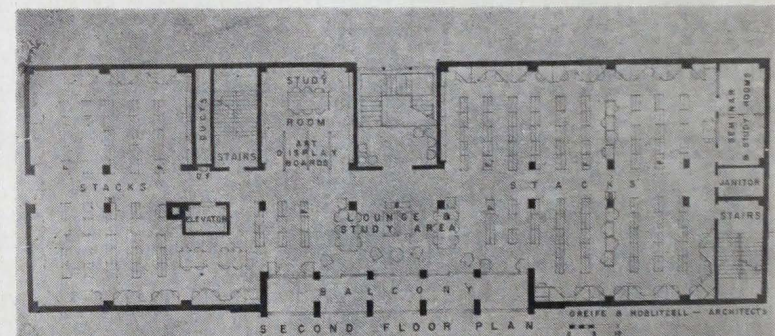 STUDY
ROOM
DUCTS
STAIRS
ART
DISPLAY
BOARDS
STACKS
ELEVATOR
LOUNGE &
STUDY AREA
BALCONY
STACKS
SEMINAR
& STUDY ROOMS
JANITOR
STAIRS
GREIFE & NOBLITZELL — ARCHITECTS
SECOND FLOOR PLAN